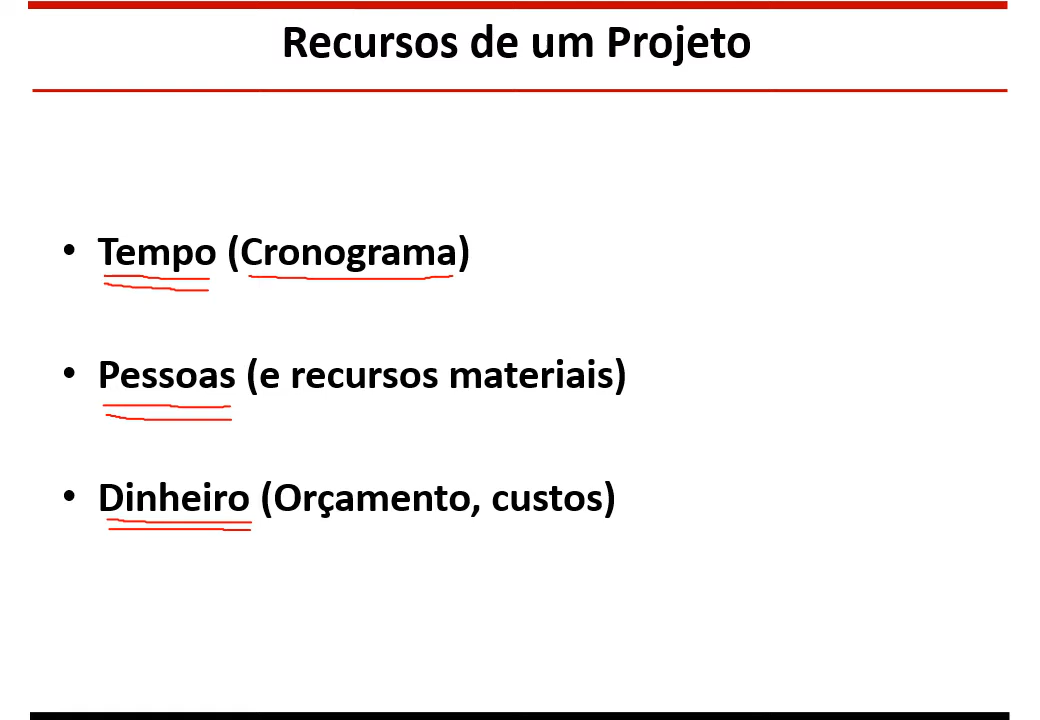 Recursos de um Projeto
• Tempo (Cronograma)
• Pessoas (e recursos materiais)
• Dinheiro (Orçamento, custos)